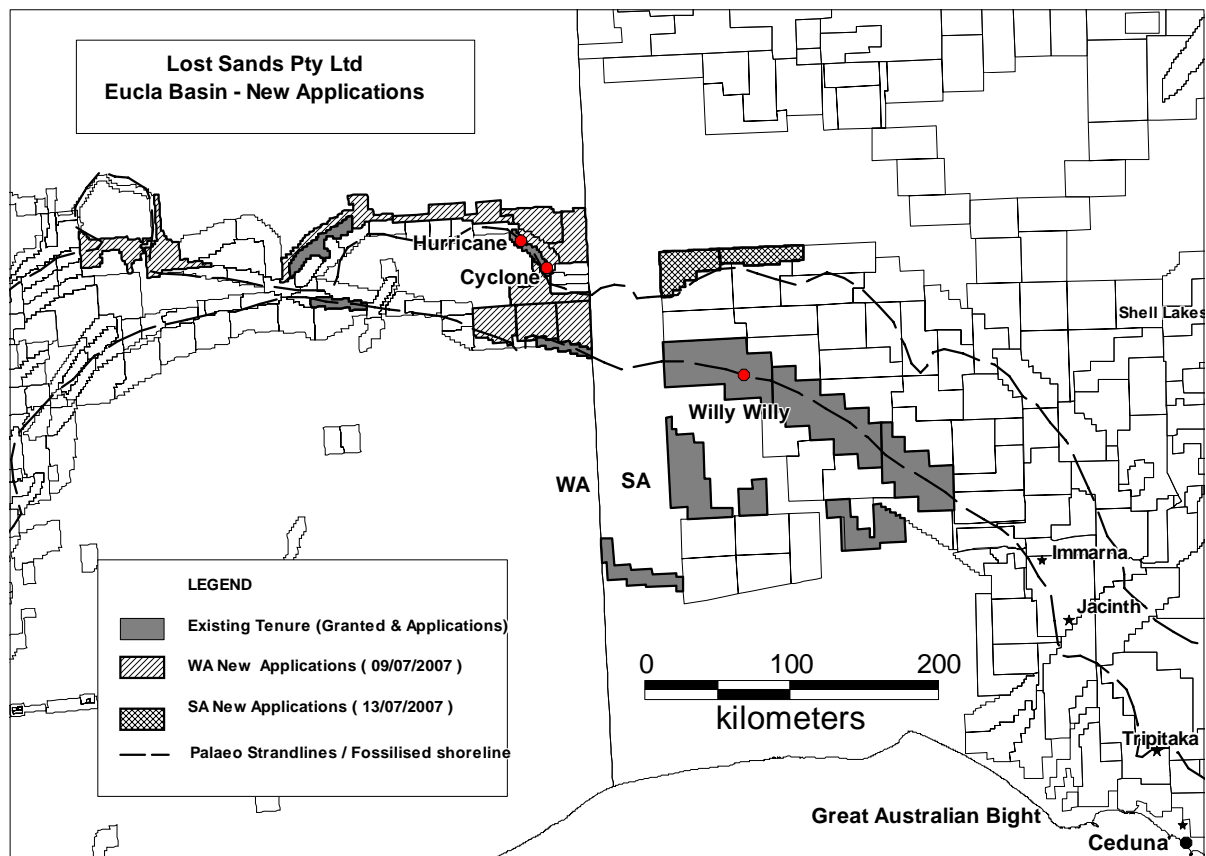 Lost Sands Pty Ltd
Eucla Basin - New Applications
Hurricane
Cyclone
Shell Lakes
Willy Willy
WA
SA
Immarna
Jacinth
LEGEND
Existing Tenure (Granted & Applications)
WA New Applications ( 09/07/2007 )
SA New Applications ( 13/07/2007 )
Palaeo Strandlines / Fossilised shoreline
0 100 200
kilometers
Tripitaka
Great Australian Bight
Ceduna